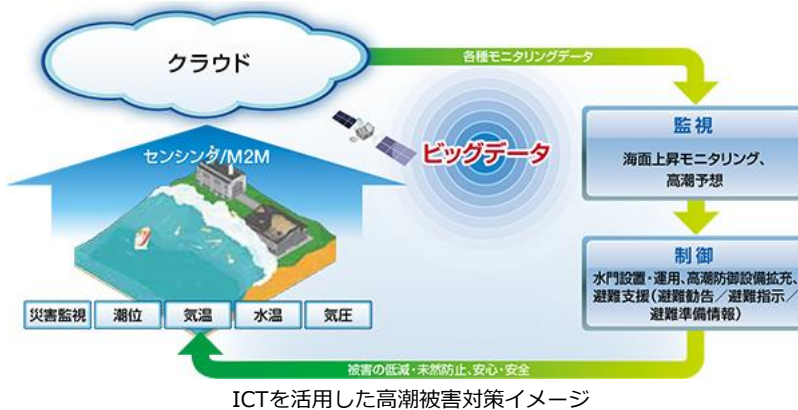 クラウド
各種モニタリングデータ
センシング/M2M
ビッグデータ
監視
海面上昇モニタリング、
高潮予想
制御
水門設置・運用、高潮防御設備拡充、
避難支援(避難勧告/避難指示/
避難準備情報)
災害監視
潮位
気温
水温
気圧
被害の低減・未然防止、安心・安全
ICTを活用した高潮被害対策イメージ